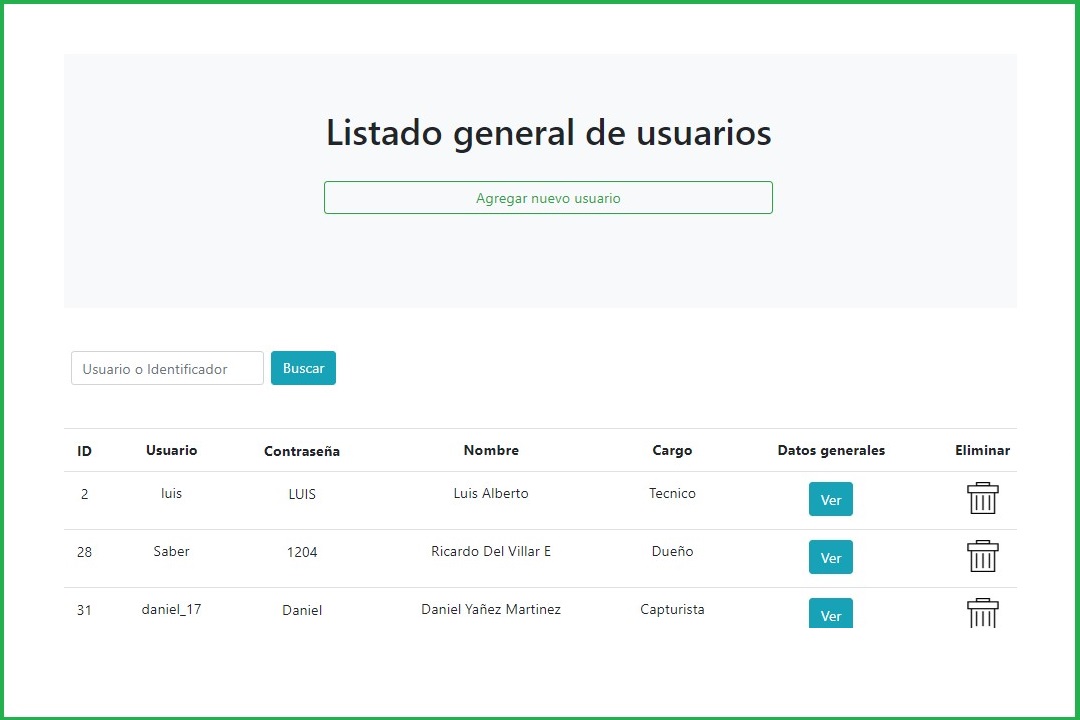 Listado general de usuarios
Agregar nuevo usuario
Usuario o Identificador Buscar
ID Usuario Contraseña Nombre Cargo Datos generales Eliminar
2 luis LUIS Luis Alberto Tecnico Ver
28 Saber 1204 Ricardo Del Villar E Dueño Ver
31 daniel_17 Daniel Daniel Yañez Martinez Capturista Ver